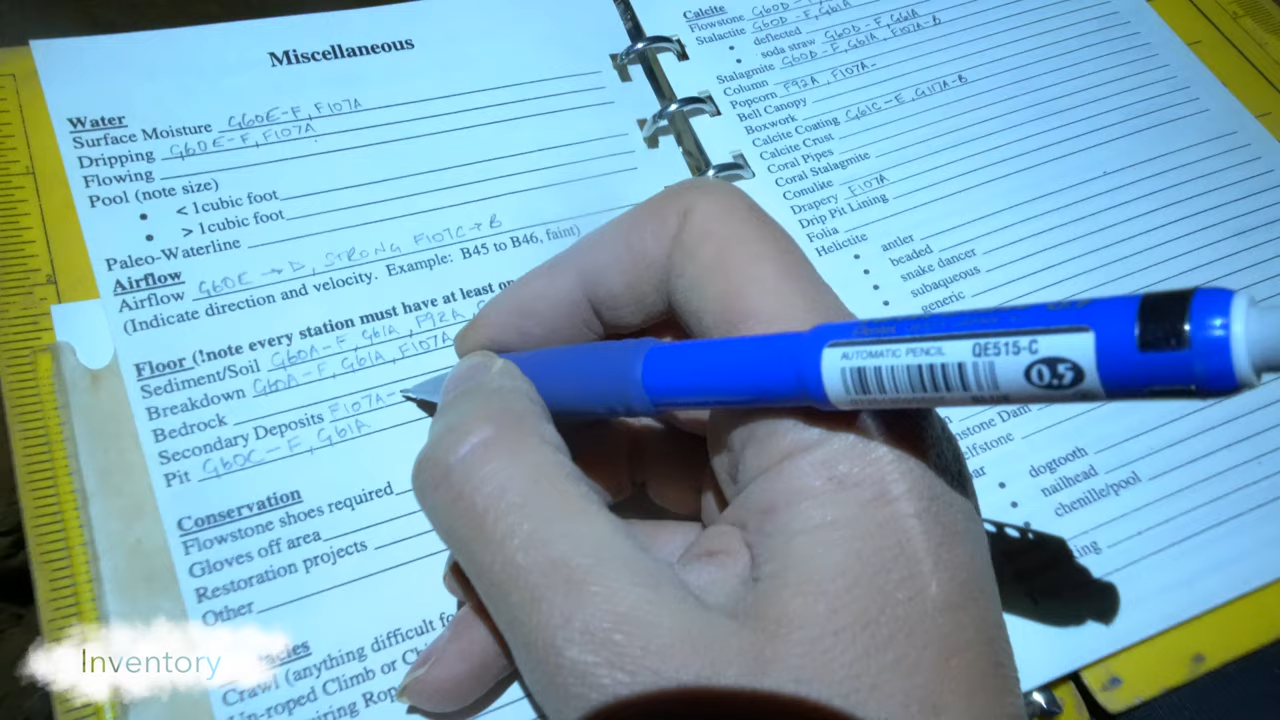 Miscellaneous
Water
Surface Moisture G60E-F, F107A
Dripping G60E-F, F107A
Flowing
Pool (note size)
• < 1cubic foot
• > 1cubic foot
Paleo-Waterline
Airflow
Airflow G60E → D, STRONG F107C → B
(Indicate direction and velocity. Example: B45 to B46, faint)
Floor (!note every station must have at least
Sediment/Soil G60A-F, G61A, F92A,
Breakdown G60A-F, G61A, F107A
Bedrock
Secondary Deposits F107A-
Pit G60C-F, G61A
Conservation
Flowstone shoes required
Gloves off area
Restoration projects
Other
Crawl (anything difficult
Un-roped Climb or
Calcite
Flowstone G60D-F,
Stalactite G60D-F, G61A
• deflected
• soda straw G60D-F, G61A
Stalagmite G60D-F, G61A, F107A-B
Column
Popcorn F92A, F107A-
Bell Canopy
Boxwork
Calcite Coating G61C-E, G117A-B
Calcite Crust
Coral Pipes
Coral Stalagmite
Conulite
Drapery F107A
Drip Pit Lining
Folia
Helictite
• antler
• beaded
• snake dancer
• subaqueous
• generic
Dam
• dogtooth
• nailhead
• chenille/pool
AUTOMATIC PENCIL QE515-C
0.5
Inventory